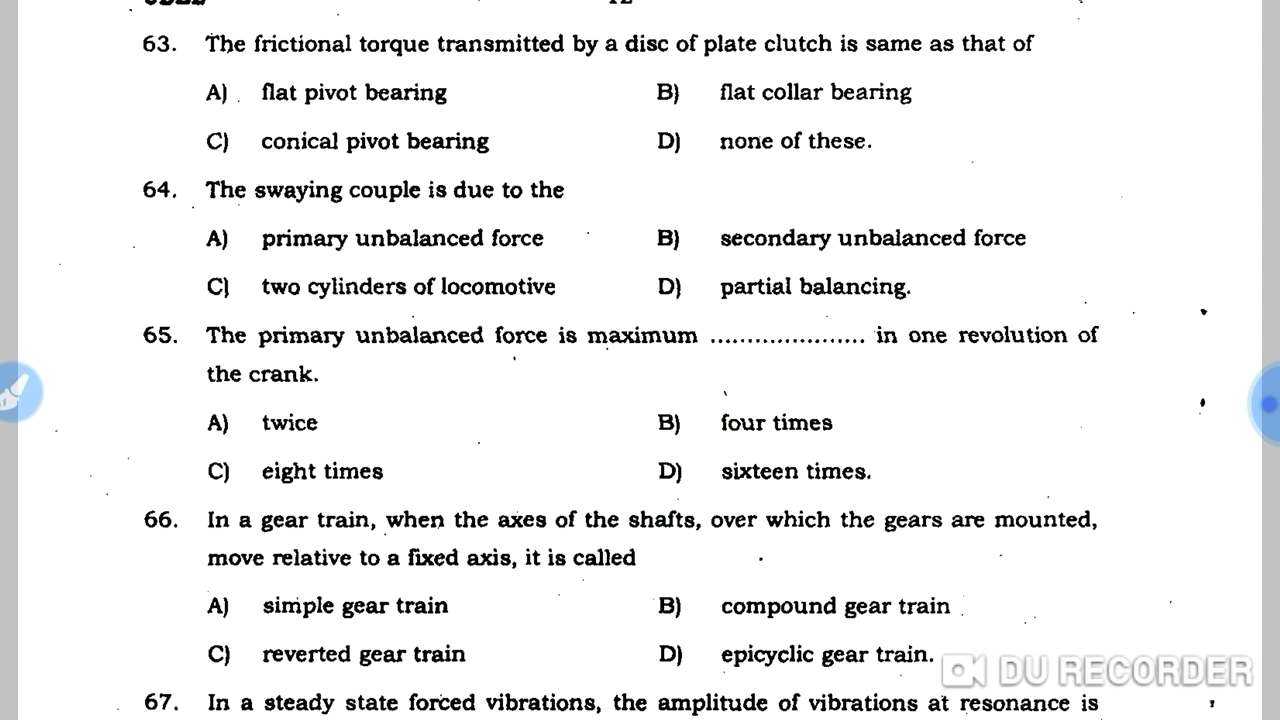 63. The frictional torque transmitted by a disc of plate clutch is same as that of
A) flat pivot bearing B) flat collar bearing
C) conical pivot bearing D) none of these.
64. The swaying couple is due to the
A) primary unbalanced force B) secondary unbalanced force
C) two cylinders of locomotive D) partial balancing.
65. The primary unbalanced force is maximum ..................... in one revolution of
the crank.
A) twice B) four times
C) eight times D) sixteen times.
66. In a gear train, when the axes of the shafts, over which the gears are mounted,
move relative to a fixed axis, it is called
A) simple gear train B) compound gear train
C) reverted gear train D) epicyclic gear train.
DU RECORDER
67. In a steady state forced vibrations, the amplitude of vibrations at resonance is